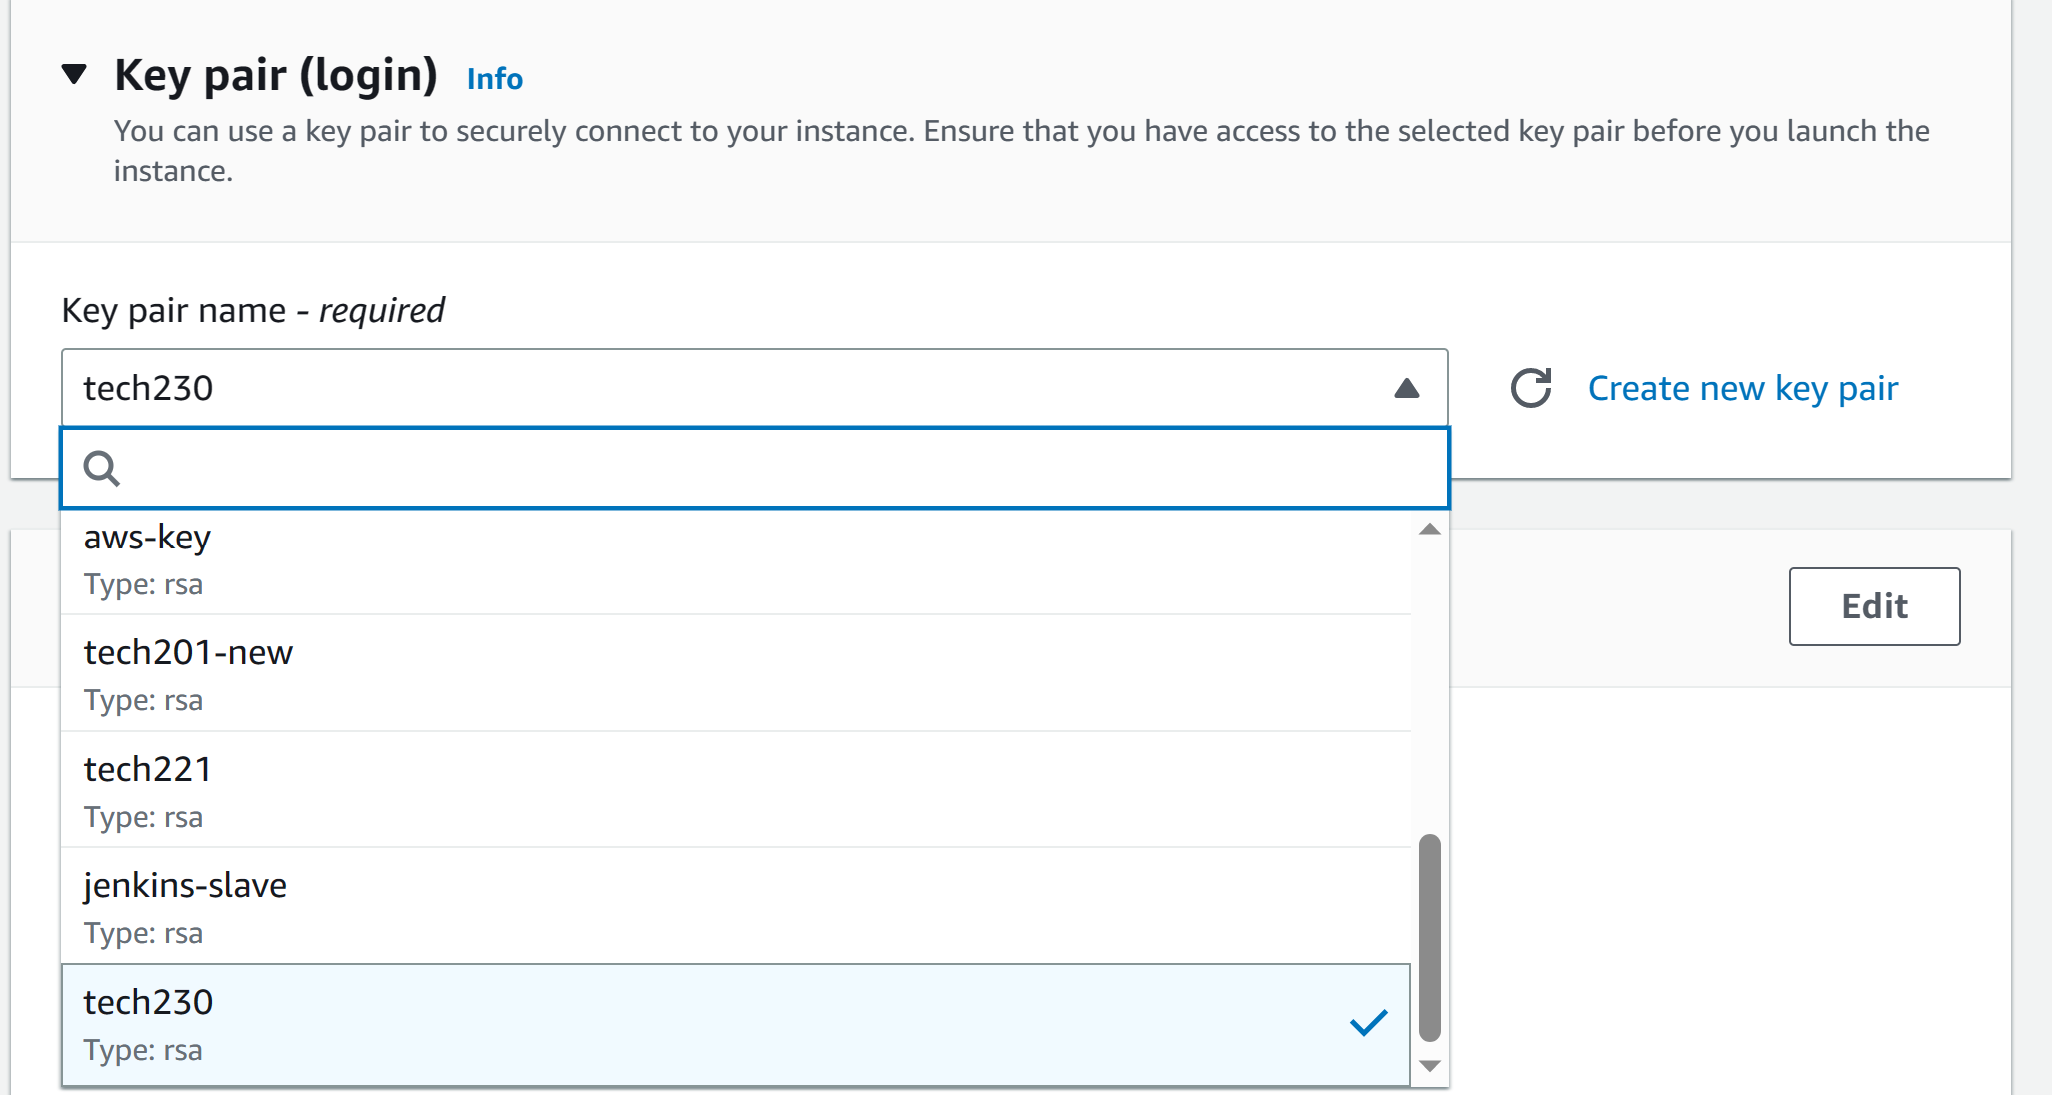 Key pair (login) Info
You can use a key pair to securely connect to your instance. Ensure that you have access to the selected key pair before you launch the
instance.
Key pair name - required
tech230
Create new key pair
aws-key
Type: rsa
Edit
tech201-new
Type: rsa
tech221
Type: rsa
jenkins-slave
Type: rsa
tech230
Type: rsa